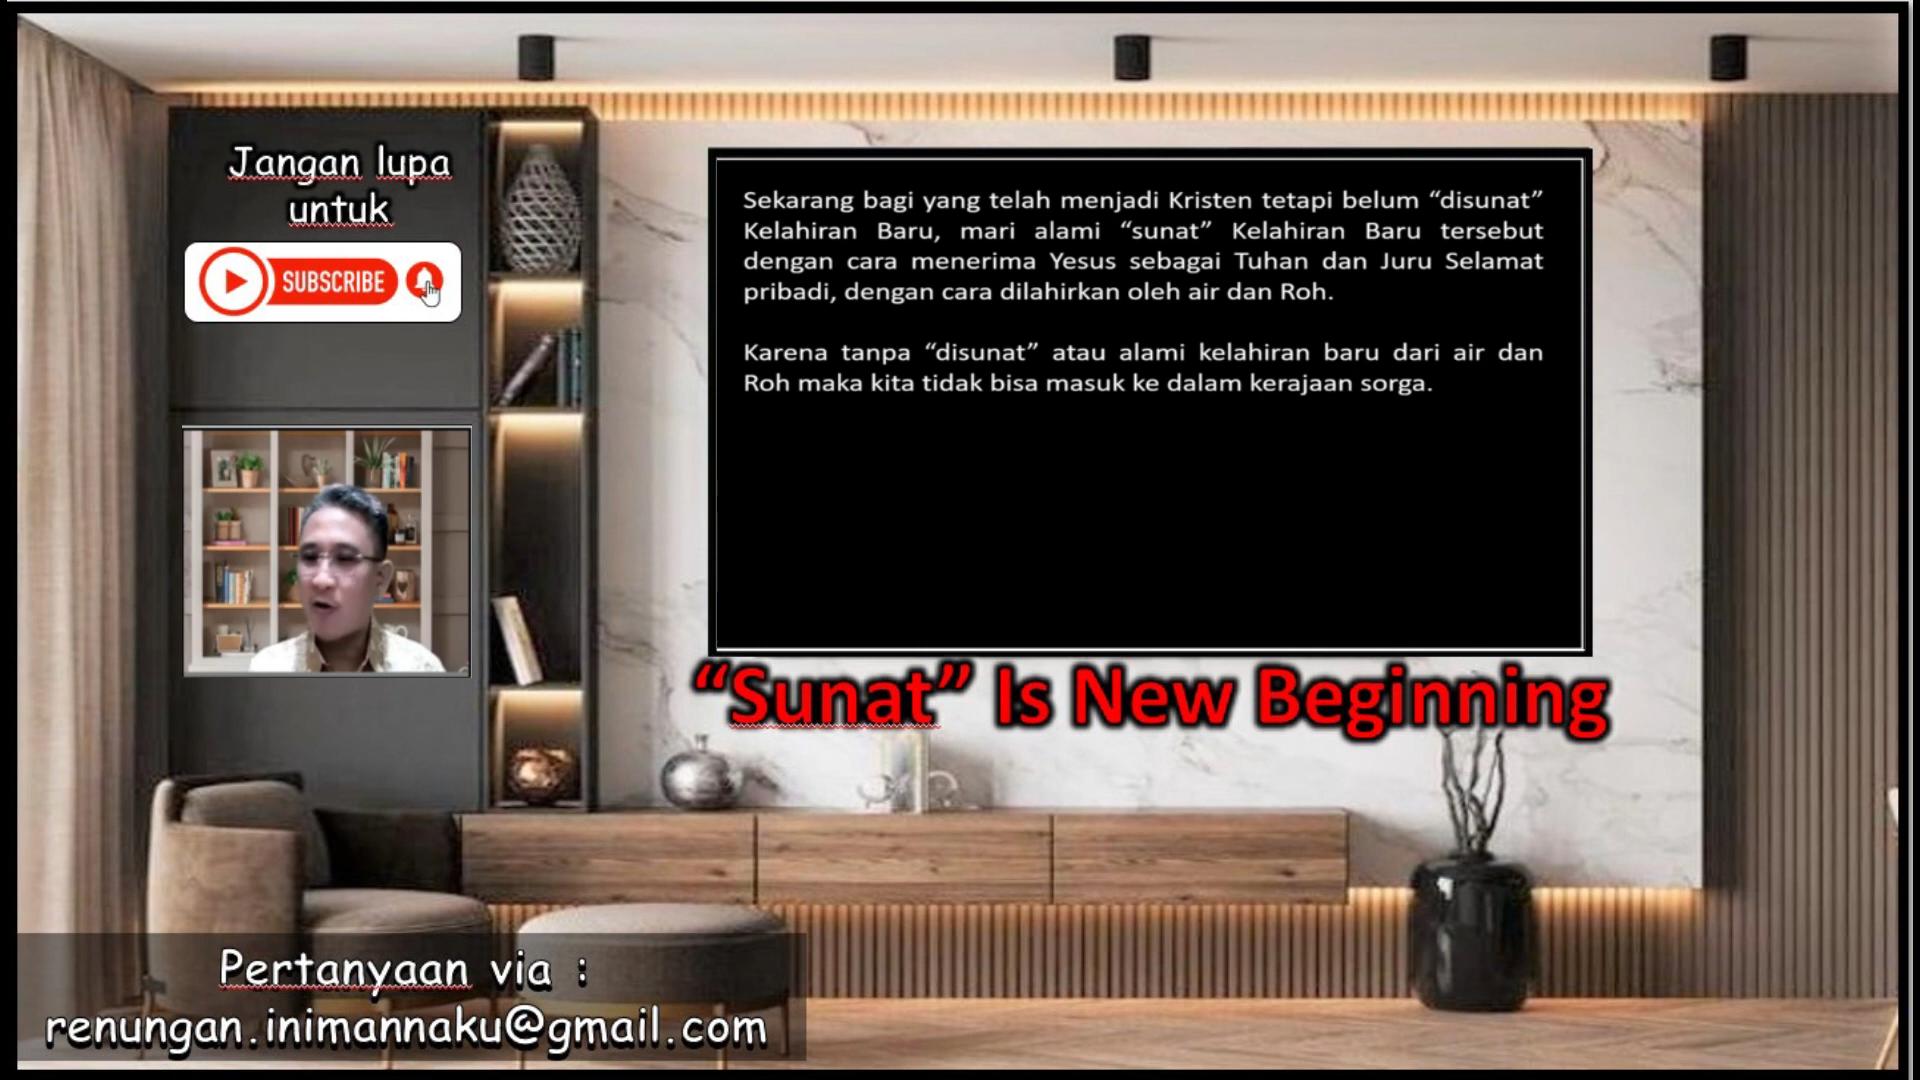 Jangan lupa
untuk
SUBSCRIBE
Sekarang bagi yang telah menjadi Kristen tetapi belum “disunat”
Kelahiran Baru, mari alami “sunat” Kelahiran Baru tersebut
dengan cara menerima Yesus sebagai Tuhan dan Juru Selamat
pribadi, dengan cara dilahirkan oleh air dan Roh.
Karena tanpa “disunat” atau alami kelahiran baru dari air dan
Roh maka kita tidak bisa masuk ke dalam kerajaan sorga.
“Sunat” Is New Beginning
Pertanyaan via :
renungan.inimannaku@gmail.com